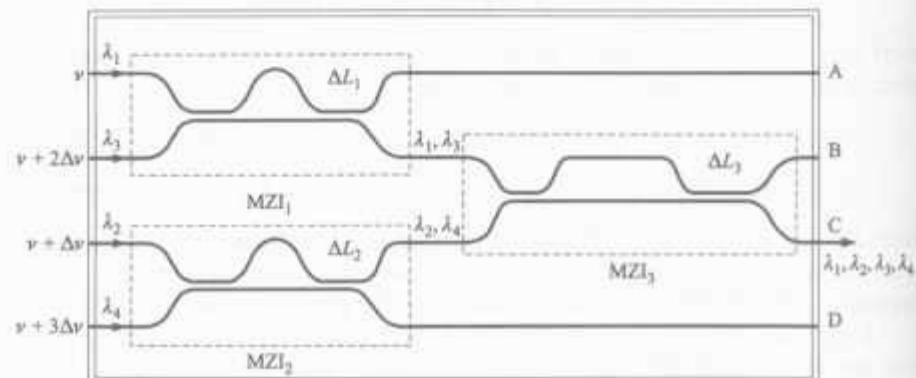 λ₁
ν
ΔL₁
A
λ₃
λ₁, λ₃
ν + 2Δν
ΔL₃
B
MZI₁
λ₂
λ₂, λ₄
C
ν + Δν
ΔL₂
MZI₃
λ₁, λ₂, λ₃, λ₄
λ₄
ν + 3Δν
D
MZI₂